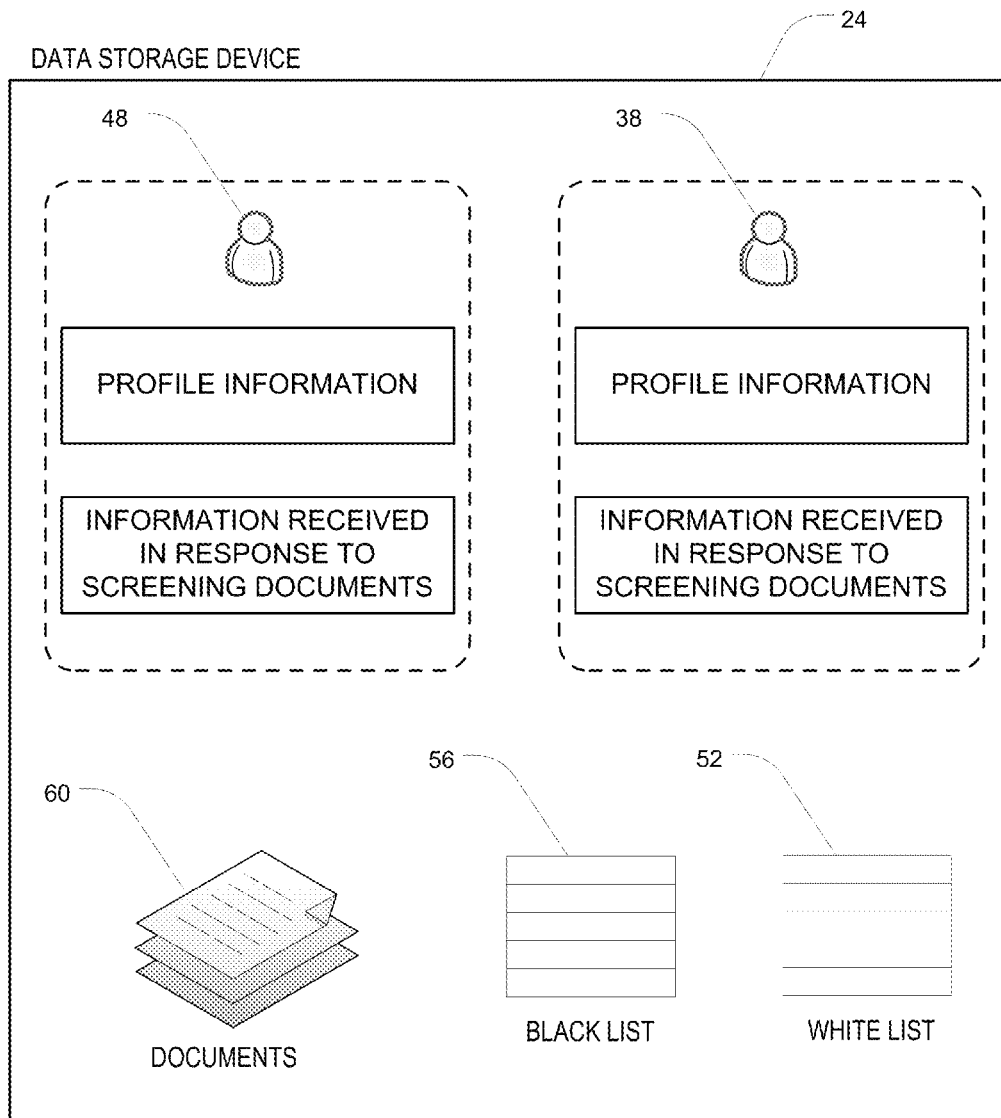 24
DATA STORAGE DEVICE
48
38
PROFILE INFORMATION
PROFILE INFORMATION
INFORMATION RECEIVED
IN RESPONSE TO
SCREENING DOCUMENTS
INFORMATION RECEIVED
IN RESPONSE TO
SCREENING DOCUMENTS
60
56
52
DOCUMENTS
BLACK LIST
WHITE LIST